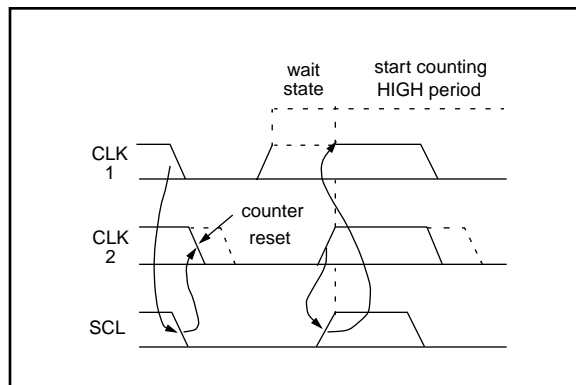 wait
state
start counting
HIGH period
CLK
1
counter
reset
CLK
2
SCL